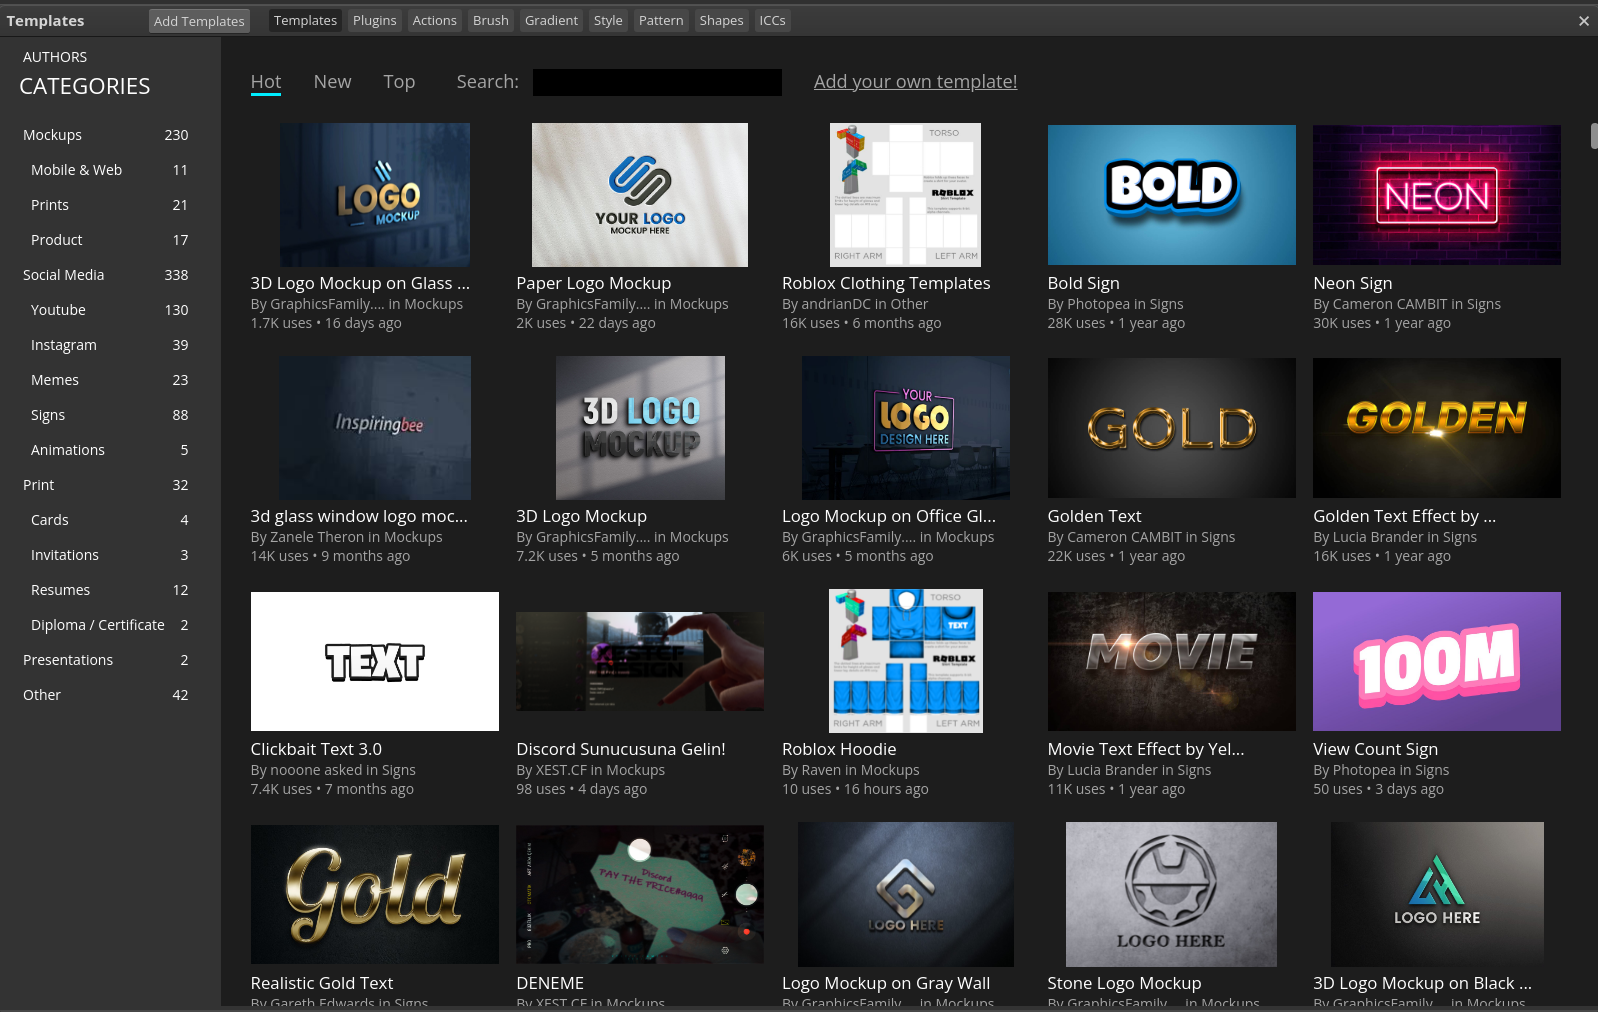 Templates Add Templates Templates Plugins Actions Brush Gradient Style Pattern Shapes ICCs
AUTHORS
CATEGORIES
Mockups 230
Mobile & Web 11
Prints 21
Product 17
Social Media 338
Youtube 130
Instagram 39
Memes 23
Signs 88
Animations 5
Print 32
Cards 4
Invitations 3
Resumes 12
Diploma / Certificate 2
Presentations 2
Other 42
Hot New Top Search: Add your own template!
LOGO
MOCKUP
3D Logo Mockup on Glass ...
By GraphicsFamily.... in Mockups
1.7K uses • 16 days ago
YOUR LOGO
MOCKUP HERE
Paper Logo Mockup
By GraphicsFamily.... in Mockups
2K uses • 22 days ago
TORSO
ROBLOX
Shirt Template
RIGHT ARM LEFT ARM
Roblox Clothing Templates
By andrianDC in Other
16K uses • 6 months ago
BOLD
Bold Sign
By Photopea in Signs
28K uses • 1 year ago
NEON
Neon Sign
By Cameron CAMBIT in Signs
30K uses • 1 year ago
Inspiringbee
3d glass window logo moc...
By Zanele Theron in Mockups
14K uses • 9 months ago
3D LOGO
MOCKUP
3D Logo Mockup
By GraphicsFamily.... in Mockups
7.2K uses • 5 months ago
YOUR
LOGO
DESIGN HERE
Logo Mockup on Office Gl...
By GraphicsFamily.... in Mockups
6K uses • 5 months ago
GOLD
Golden Text
By Cameron CAMBIT in Signs
22K uses • 1 year ago
GOLDEN
Golden Text Effect by ...
By Lucia Brander in Signs
16K uses • 1 year ago
TEXT
Clickbait Text 3.0
By nooone asked in Signs
7.4K uses • 7 months ago
Discord Sunucusuna Gelin!
By XEST.CF in Mockups
98 uses • 4 days ago
TORSO
TEXT
ROBLOX
Shirt Template
RIGHT ARM LEFT ARM
Roblox Hoodie
By Raven in Mockups
10 uses • 16 hours ago
MOVIE
Movie Text Effect by Yel...
By Lucia Brander in Signs
11K uses • 1 year ago
100M
View Count Sign
By Photopea in Signs
50 uses • 3 days ago
Gold
Realistic Gold Text
By Gareth Edwards in Signs
Discord
PAY THE PRICE
DENEME
By XEST.CF in Mockups
LOGO HERE
Logo Mockup on Gray Wall
By GraphicsFamily.... in Mockups
LOGO HERE
Stone Logo Mockup
By GraphicsFamily.... in Mockups
LOGO HERE
3D Logo Mockup on Black ...
By GraphicsFamily.... in Mockups